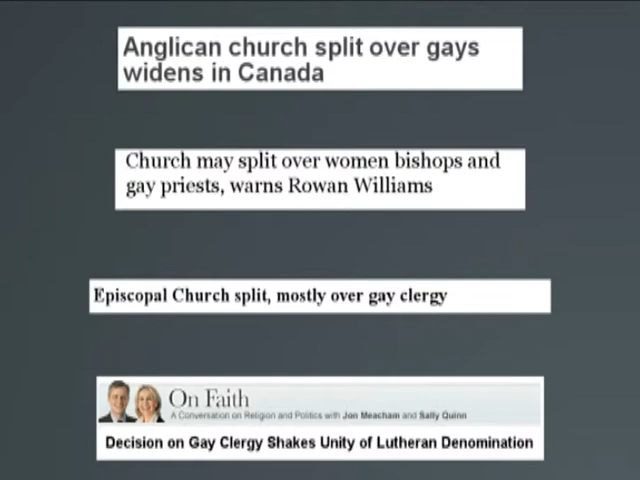 Anglican church split over gays
widens in Canada
Church may split over women bishops and
gay priests, warns Rowan Williams
Episcopal Church split, mostly over gay clergy
On Faith
A Conversation on Religion and Politics with Jon Meacham and Sally Quinn
Decision on Gay Clergy Shakes Unity of Lutheran Denomination